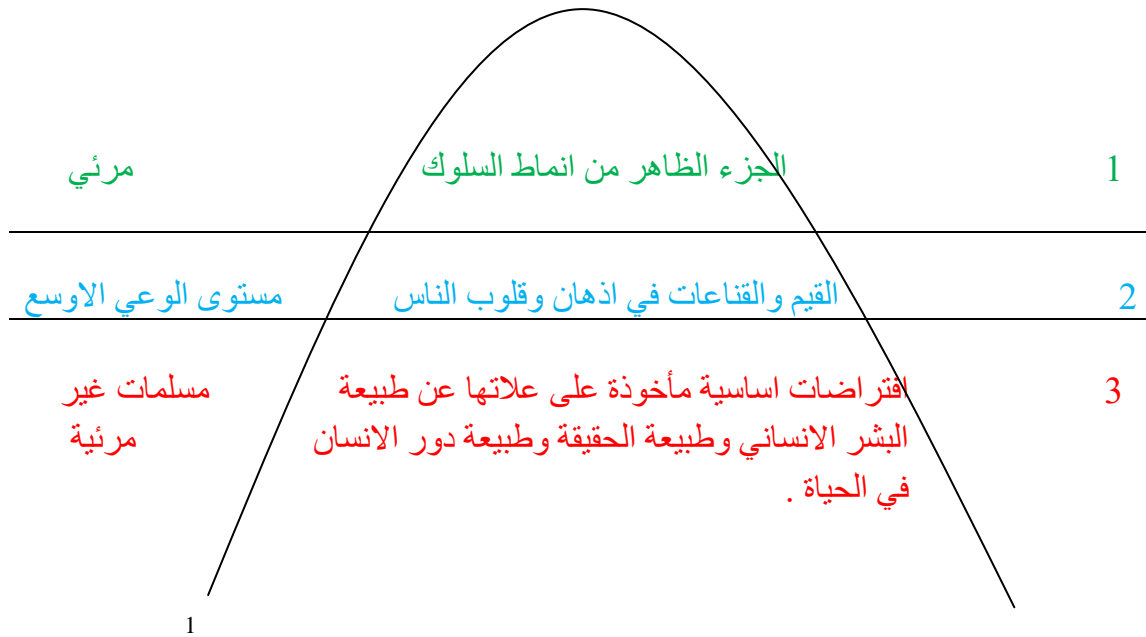 1 الجزء الظاهر من انماط السلوك مرئي
2 القيم والقناعات في اذهان وقلوب الناس مستوى الوعي الاوسع
3 افتراضات اساسية مأخوذة على علاتها عن طبيعة مسلمات غير
البشر الانساني وطبيعة الحقيقة وطبيعة دور الانسان مرئية
في الحياة .
1